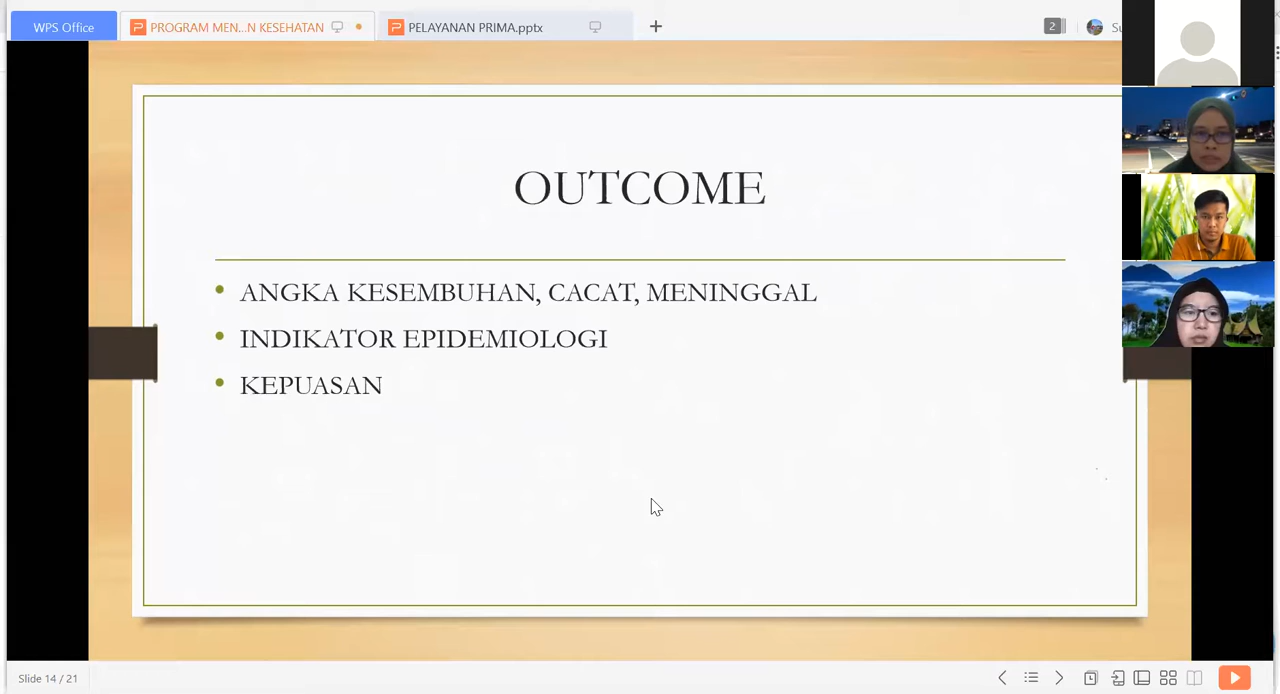 WPS Office
PROGRAM MEN...N KESEHATAN
PELAYANAN PRIMA.pptx
2
OUTCOME
ANGKA KESEMBUHAN, CACAT, MENINGGAL
INDIKATOR EPIDEMIOLOGI
KEPUASAN
Slide 14 / 21